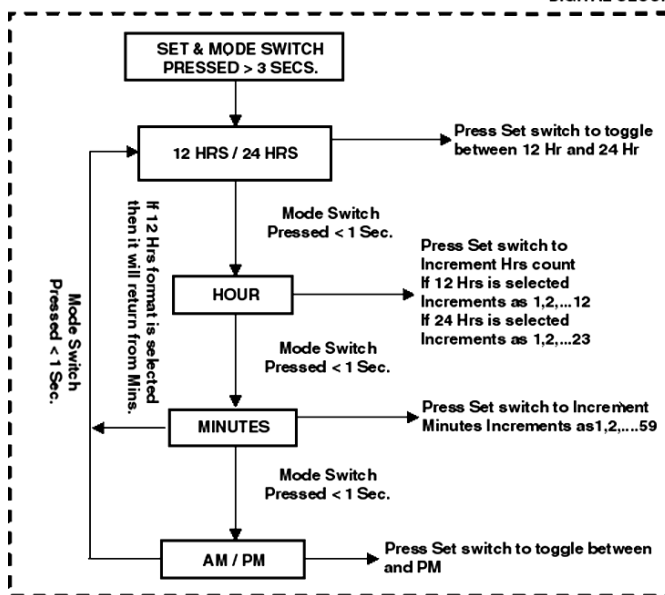 SET & MODE SWITCH
PRESSED > 3 SECS.
12 HRS / 24 HRS
Press Set switch to toggle
between 12 Hr and 24 Hr
Mode Switch
Pressed < 1 Sec.
If 12 Hrs format is selected
then it will return from Mins.
Mode Switch
Pressed < 1 Sec.
HOUR
Press Set switch to
Increment Hrs count
If 12 Hrs is selected
Increments as 1,2,...12
If 24 Hrs is selected
Increments as 1,2,...23
Mode Switch
Pressed < 1 Sec.
MINUTES
Press Set switch to Increment
Minutes Increments as1,2,....59
Mode Switch
Pressed < 1 Sec.
AM / PM
Press Set switch to toggle between
and PM